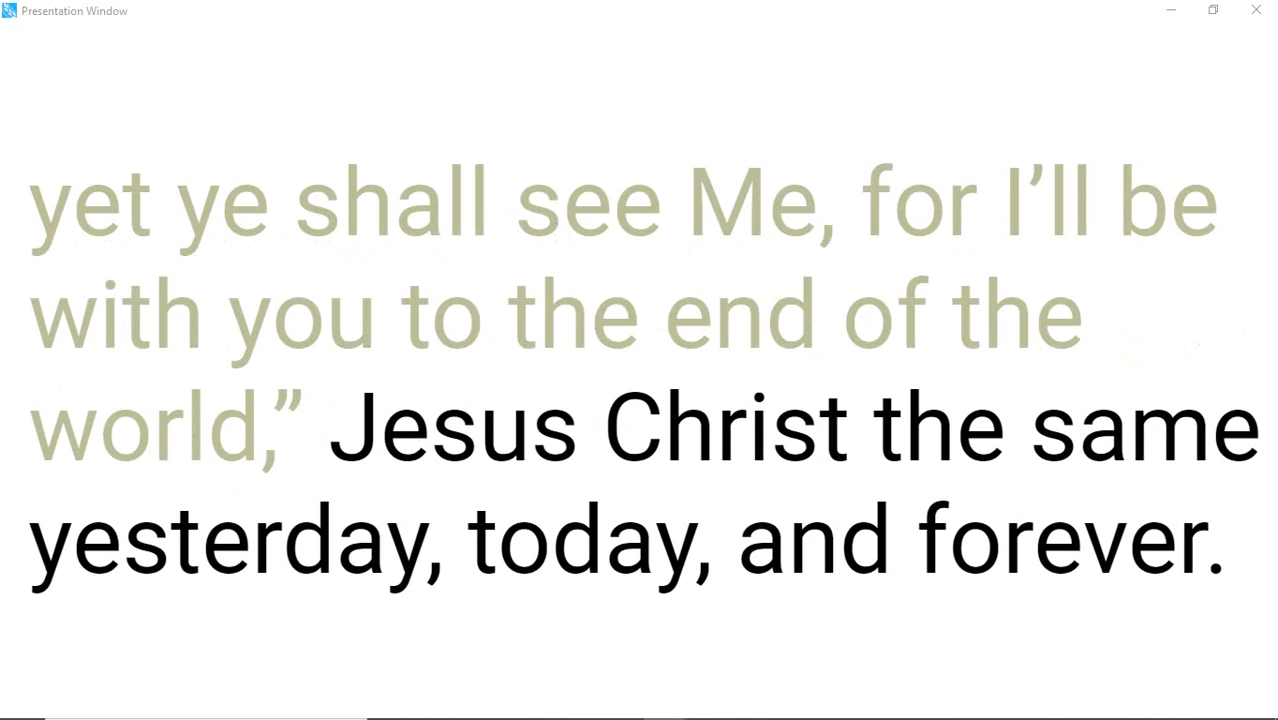 Presentation Window
yet ye shall see Me, for I’ll be
with you to the end of the
world,” Jesus Christ the same
yesterday, today, and forever.